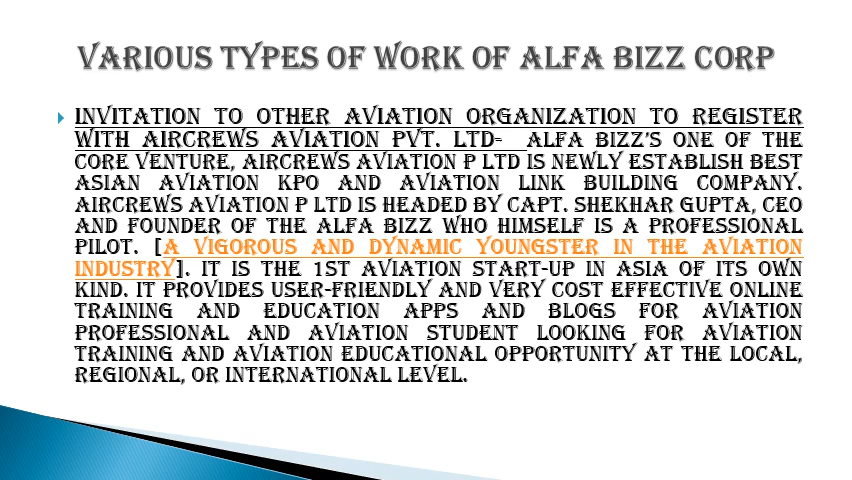 VARIOUS TYPES OF WORK OF ALFA BIZZ CORP
INVITATION TO OTHER AVIATION ORGANIZATION TO REGISTER
WITH AIRCREWS AVIATION PVT. LTD- ALFA BIZZ'S ONE OF THE
CORE VENTURE, AIRCREWS AVIATION P LTD IS NEWLY ESTABLISH BEST
ASIAN AVIATION KPO AND AVIATION LINK BUILDING COMPANY.
AIRCREWS AVIATION P LTD IS HEADED BY CAPT. SHEKHAR GUPTA, CEO
AND FOUNDER OF THE ALFA BIZZ WHO HIMSELF IS A PROFESSIONAL
PILOT. [A VIGOROUS AND DYNAMIC YOUNGSTER IN THE AVIATION
INDUSTRY]. IT IS THE 1ST AVIATION START-UP IN ASIA OF ITS OWN
KIND. IT PROVIDES USER-FRIENDLY AND VERY COST EFFECTIVE ONLINE
TRAINING AND EDUCATION APPS AND BLOGS FOR AVIATION
PROFESSIONAL AND AVIATION STUDENT LOOKING FOR AVIATION
TRAINING AND AVIATION EDUCATIONAL OPPORTUNITY AT THE LOCAL,
REGIONAL, OR INTERNATIONAL LEVEL.